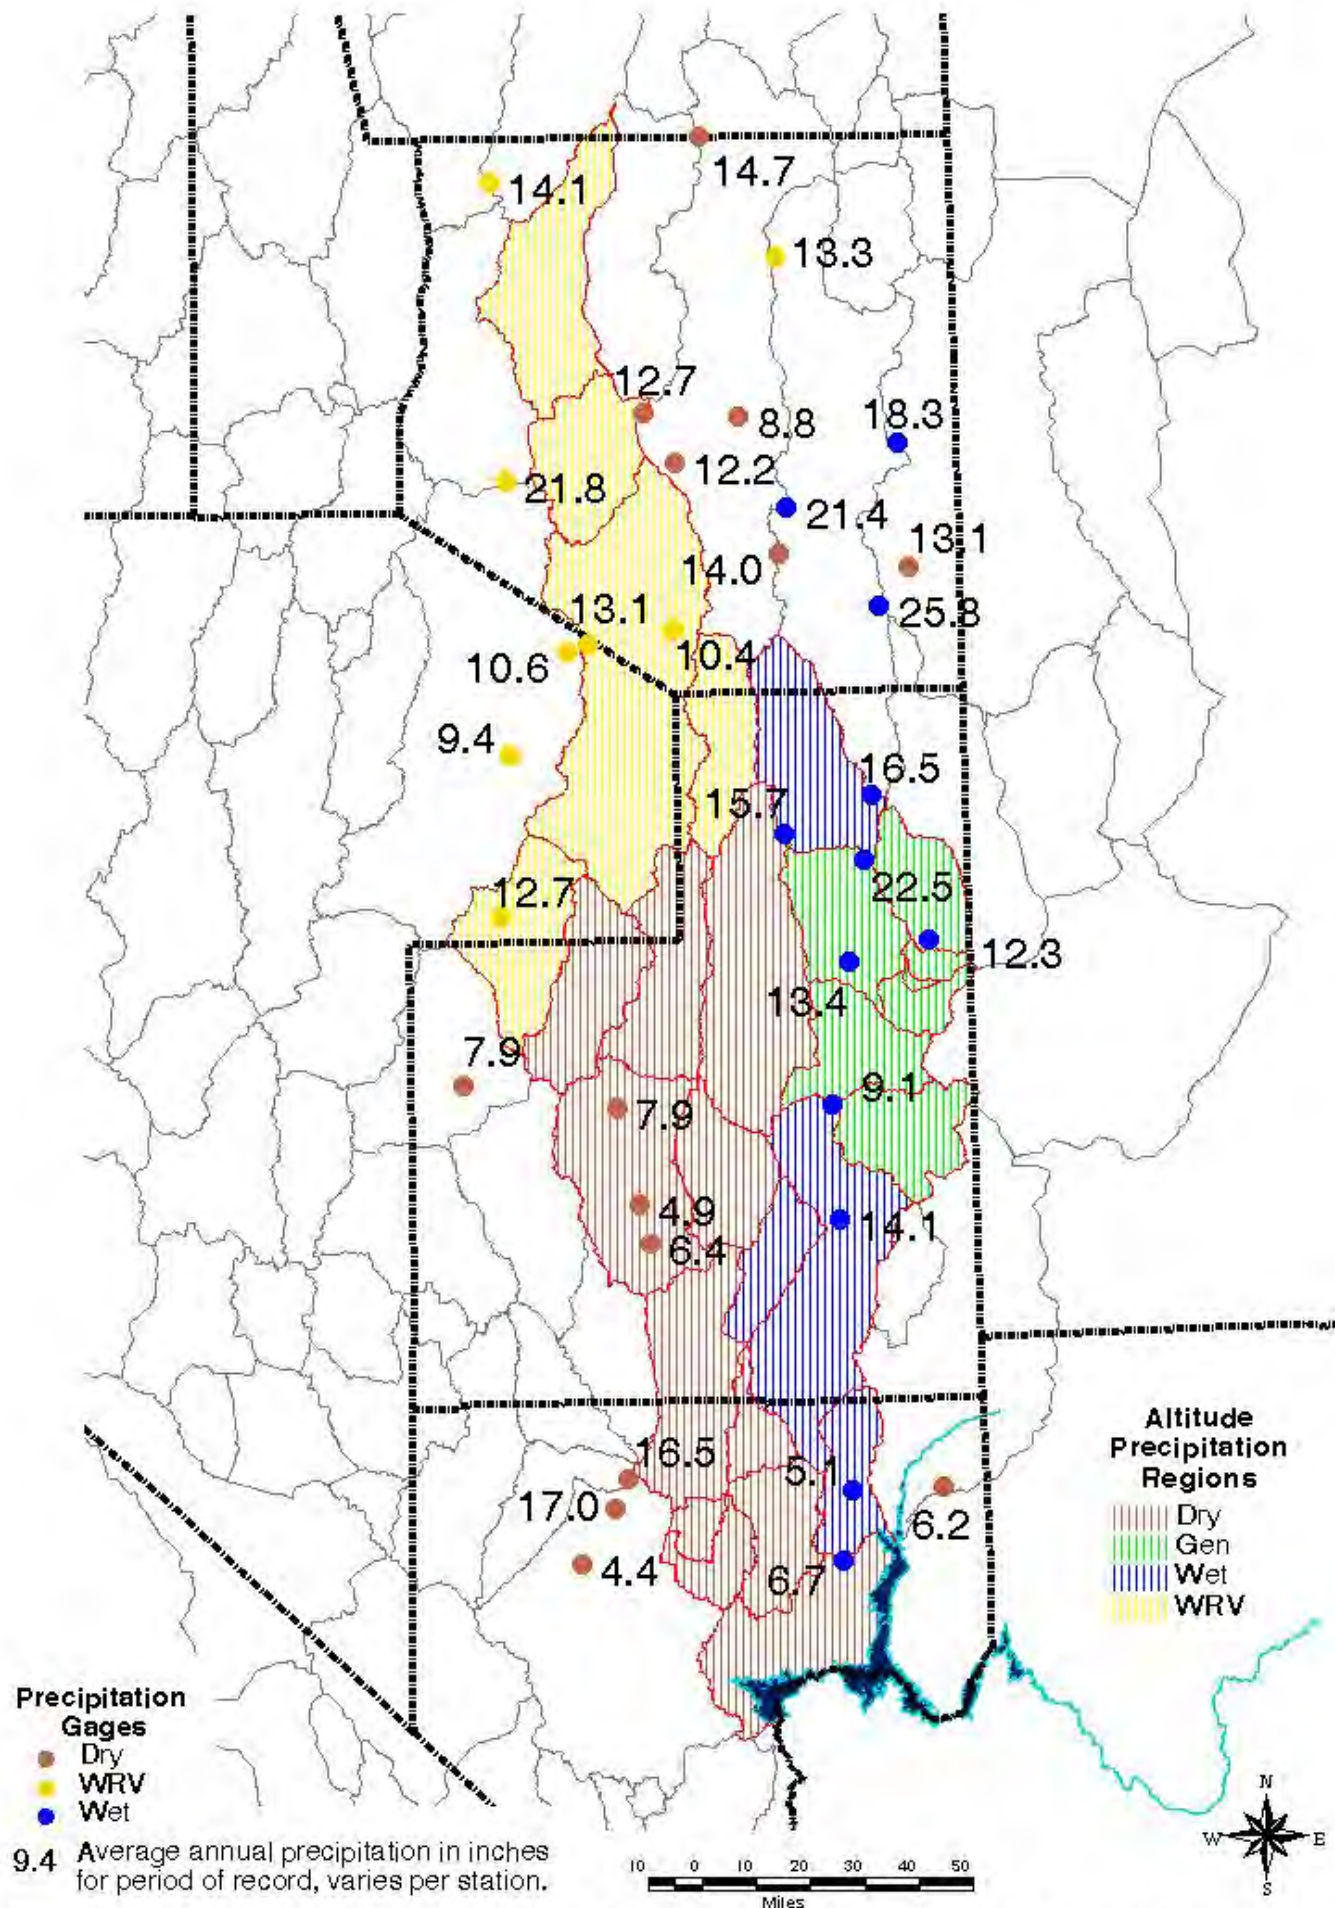 14.7
14.1
13.3
12.7
8.8
18.3
12.2
21.8
21.4
13.1
14.0
25.8
13.1
10.4
10.6
9.4
16.5
15.7
12.7
22.5
12.3
13.4
7.9
9.1
7.9
4.9
14.1
6.4
Altitude
Precipitation
Regions
Dry
Gen
Wet
WRV
16.5
5.1
17.0
6.2
4.4
6.7
Precipitation
Gages
Dry
WRV
Wet
9.4 Average annual precipitation in inches
for period of record, varies per station.
10 0 10 20 30 40 50
Miles
N
W E
S